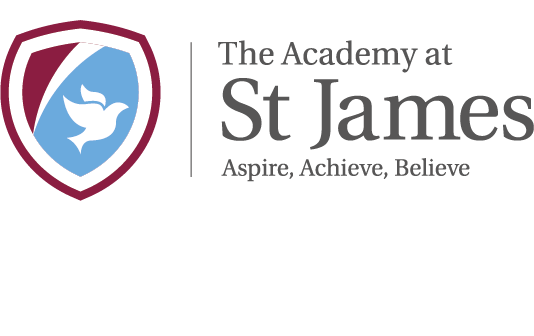 The Academy at
St James
Aspire, Achieve, Believe